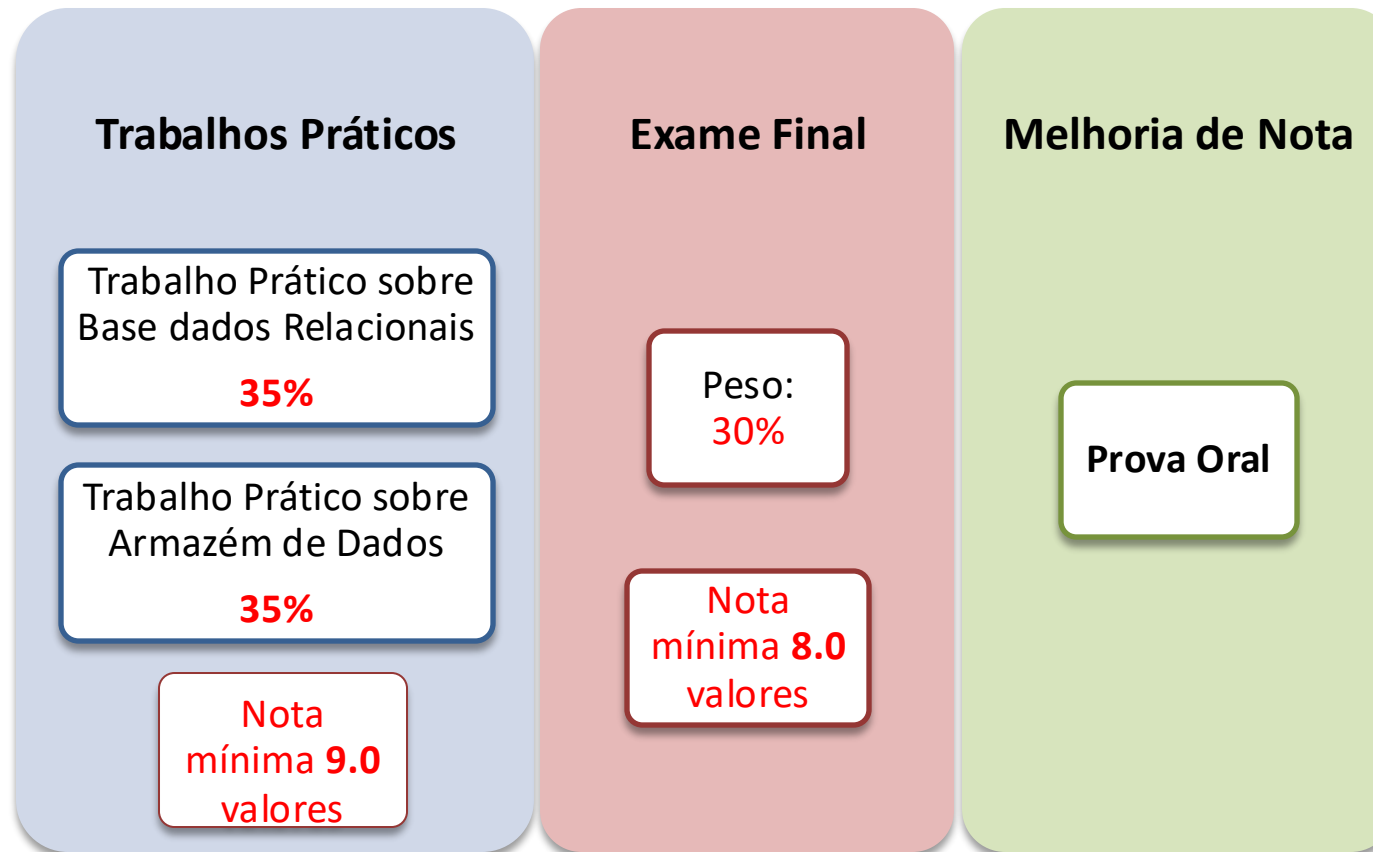 Trabalhos Práticos
Trabalho Prático sobre
Base dados Relacionais
35%
Trabalho Prático sobre
Armazém de Dados
35%
Nota
mínima 9.0
valores
Exame Final
Peso:
30%
Nota
mínima 8.0
valores
Melhoria de Nota
Prova Oral